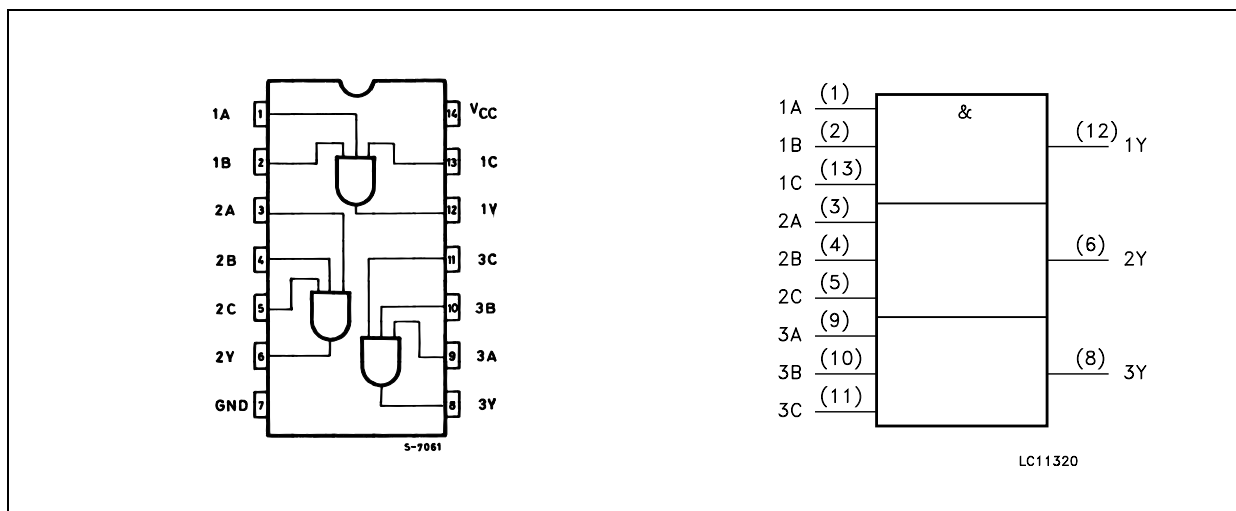 1A 1 14 VCC
1B 2 13 1C
2A 3 12 1Y
2B 4 11 3C
2C 5 10 3B
2Y 6 9 3A
GND 7 8 3Y
S-7061
&
1A (1)
1B (2) (12) 1Y
1C (13)
2A (3)
2B (4) (6) 2Y
2C (5)
3A (9)
3B (10) (8) 3Y
3C (11)
LC11320